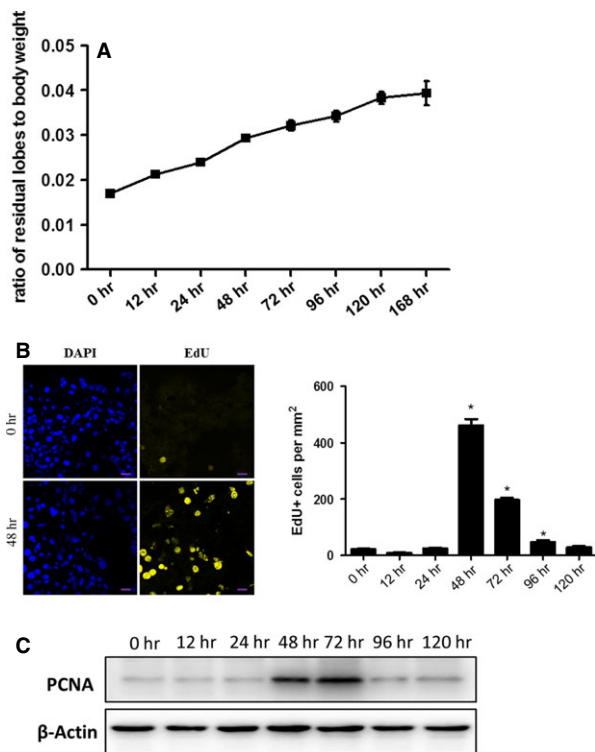 A
ratio of residual lobes to body weight
0.05
0.04
0.03
0.02
0.01
0.00
0 hr
12 hr
24 hr
48 hr
72 hr
96 hr
120 hr
168 hr
B
DAPI
EdU
0 hr
48 hr
EdU+ cells per mm²
600
400
200
0
*
*
*
0 hr
12 hr
24 hr
48 hr
72 hr
96 hr
120 hr
C
0 hr 12 hr 24 hr 48 hr 72 hr 96 hr 120 hr
PCNA
β-Actin